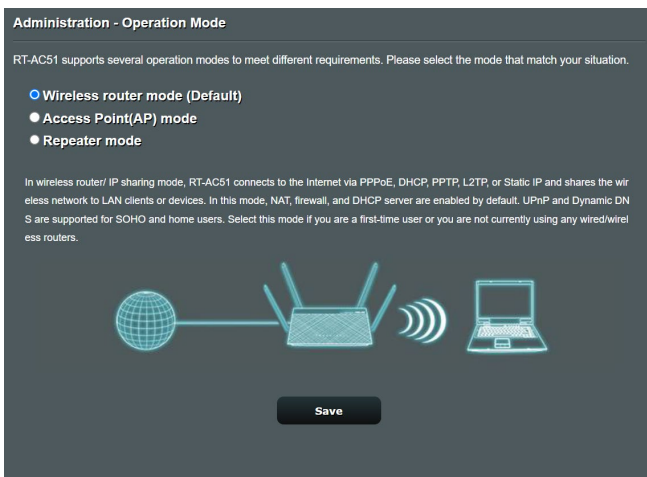 Administration - Operation Mode
RT-AC51 supports several operation modes to meet different requirements. Please select the mode that match your situation.
Wireless router mode (Default)
Access Point(AP) mode
Repeater mode
In wireless router/ IP sharing mode, RT-AC51 connects to the Internet via PPPoE, DHCP, PPTP, L2TP, or Static IP and shares the wir
eless network to LAN clients or devices. In this mode, NAT, firewall, and DHCP server are enabled by default. UPnP and Dynamic DN
S are supported for SOHO and home users. Select this mode if you are a first-time user or you are not currently using any wired/wirel
ess routers.
Save